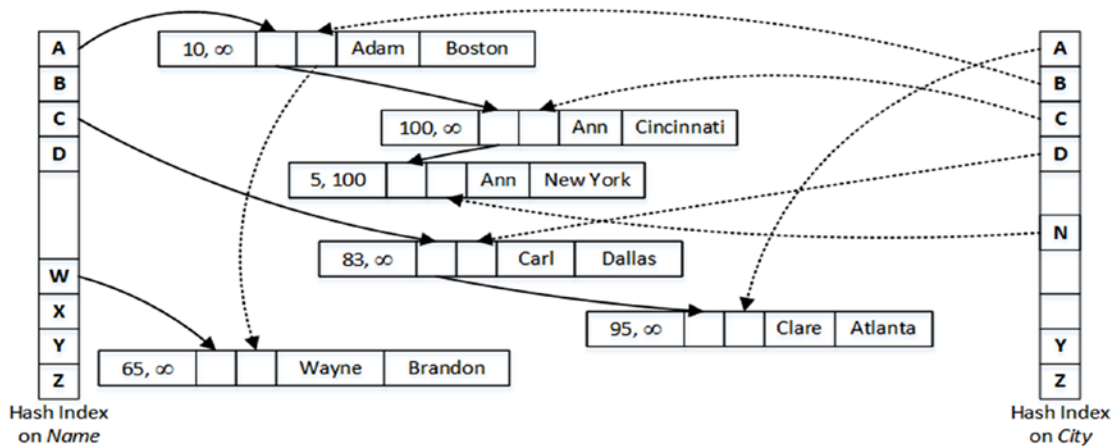 A
B
C
D
W
X
Y
Z
Hash Index
on Name
10, ∞ Adam Boston
100, ∞ Ann Cincinnati
5, 100 Ann New York
83, ∞ Carl Dallas
95, ∞ Clare Atlanta
65, ∞ Wayne Brandon
A
B
C
D
N
Y
Z
Hash Index
on City